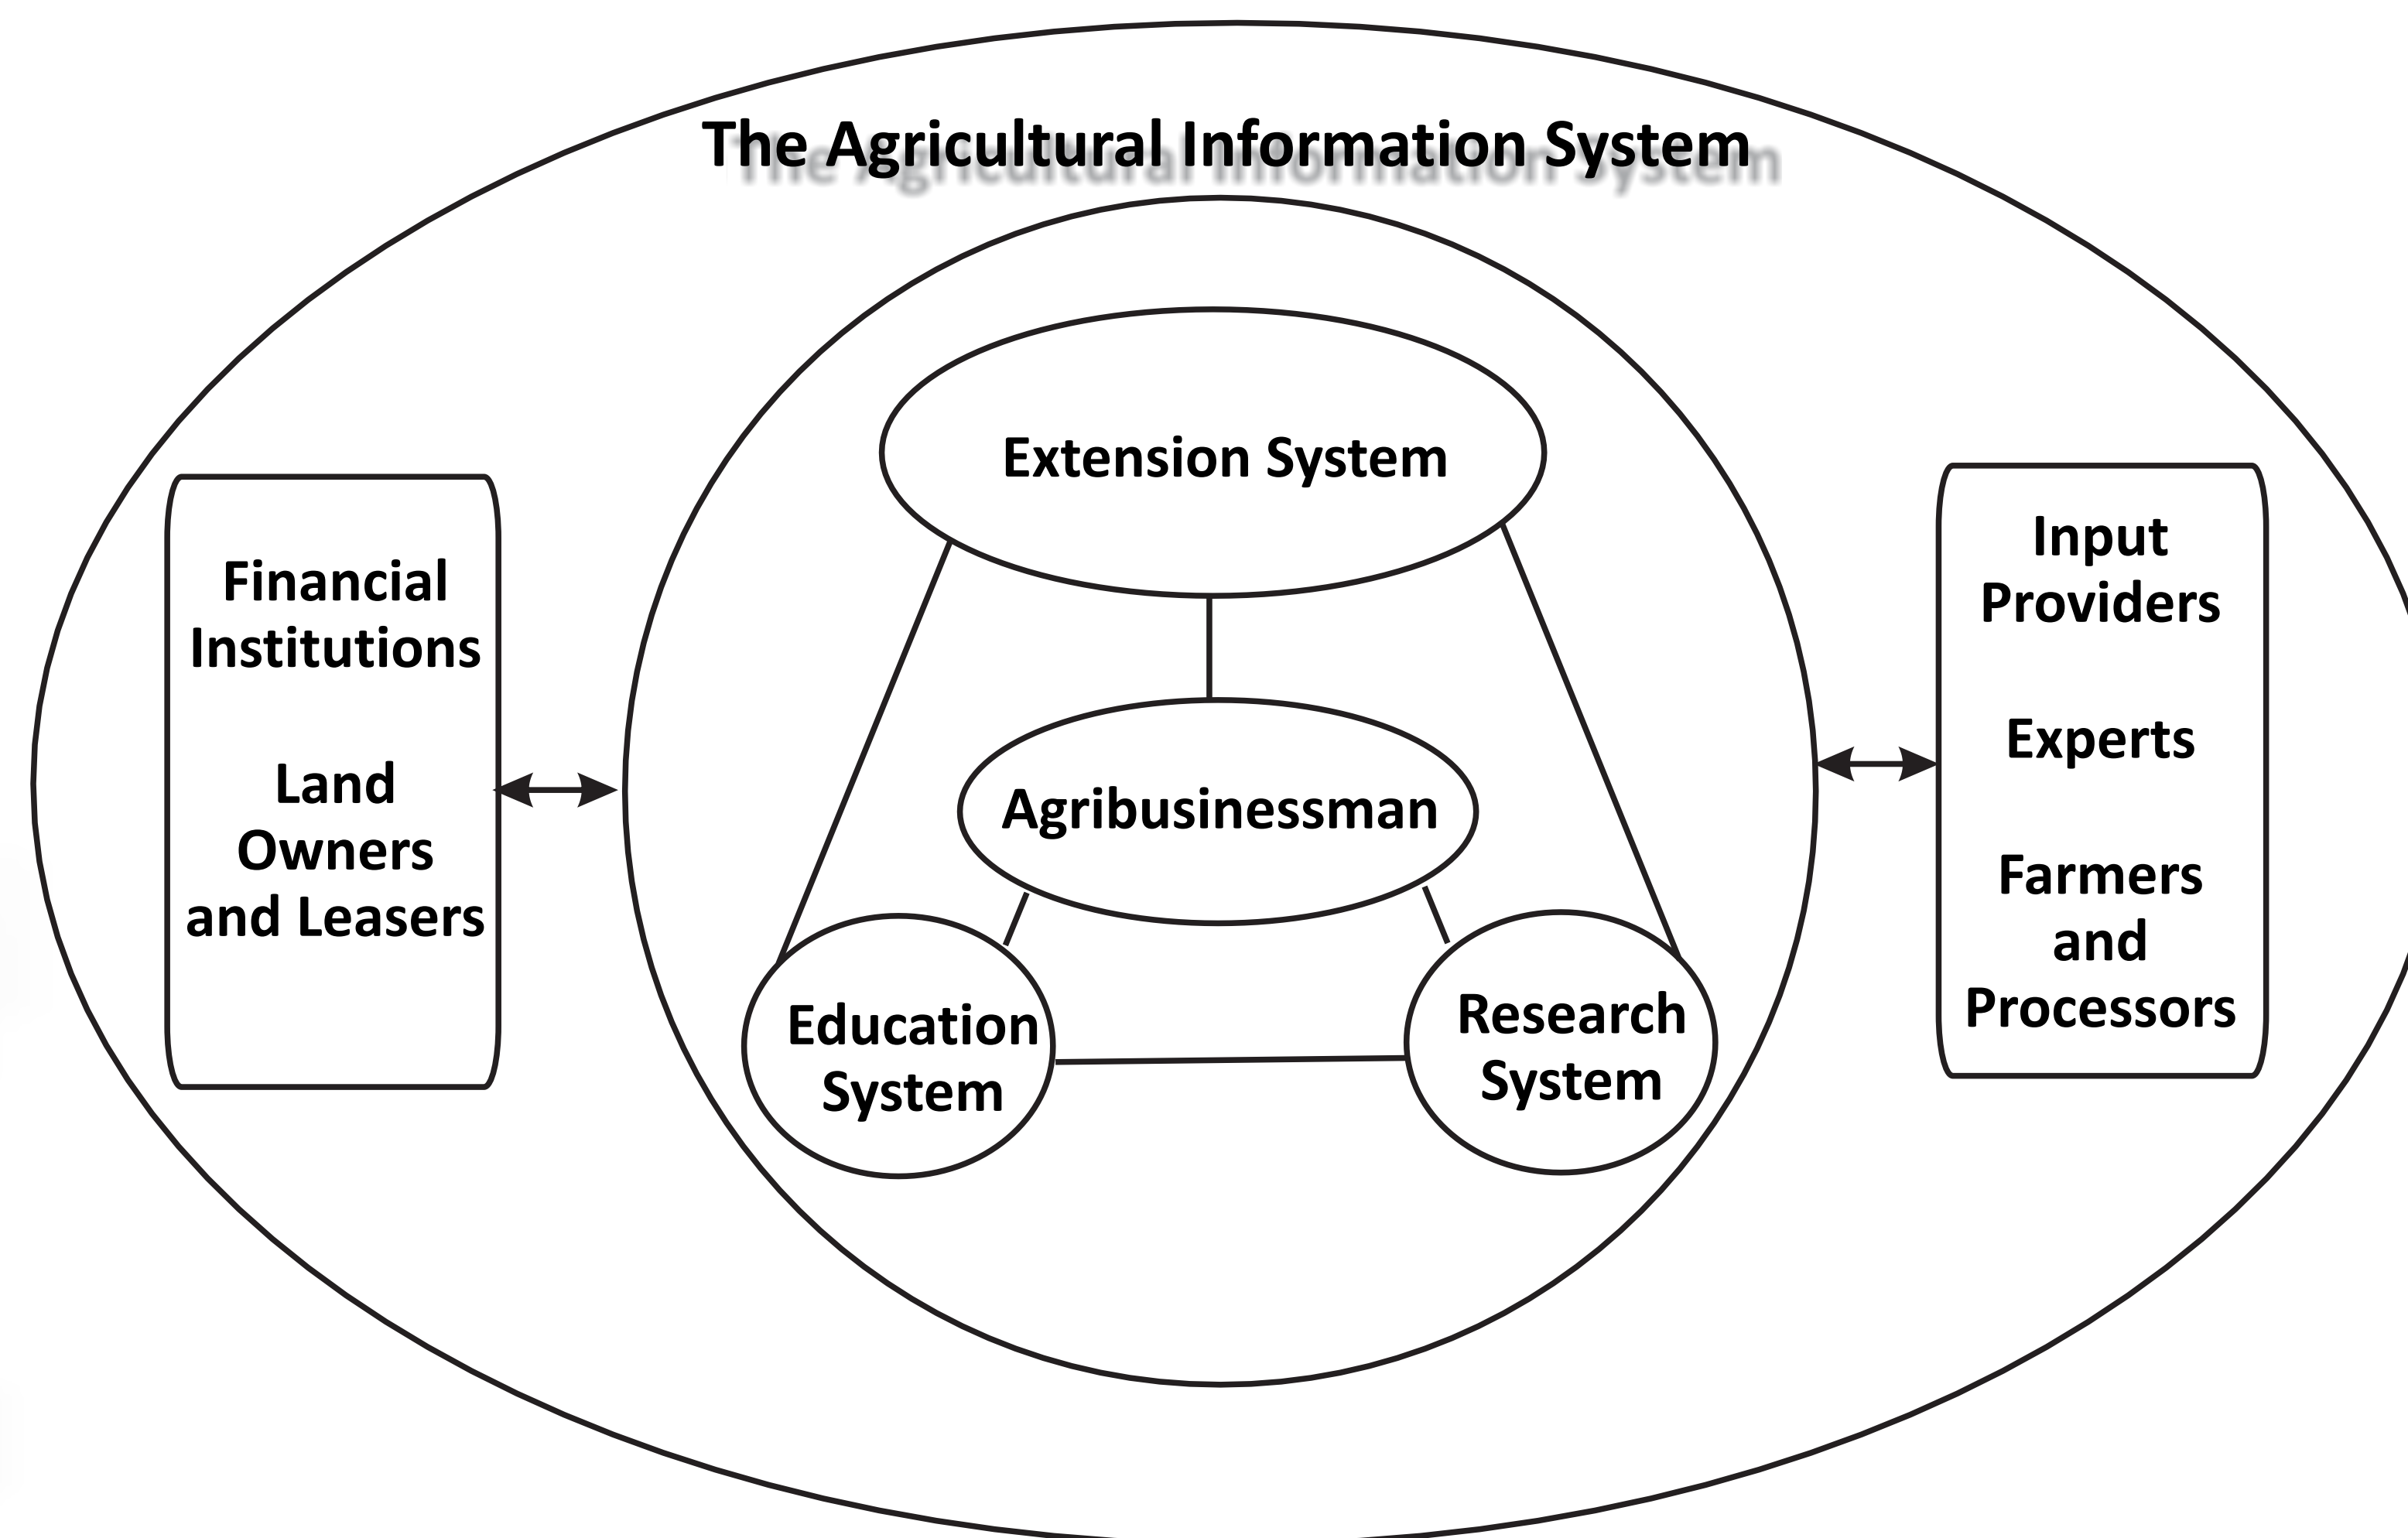 The Agricultural Information System
Extension System
Agribusinessman
Education
System
Research
System
Financial
Institutions
Land
Owners
and Leasers
Input
Providers
Experts
Farmers
and
Processors